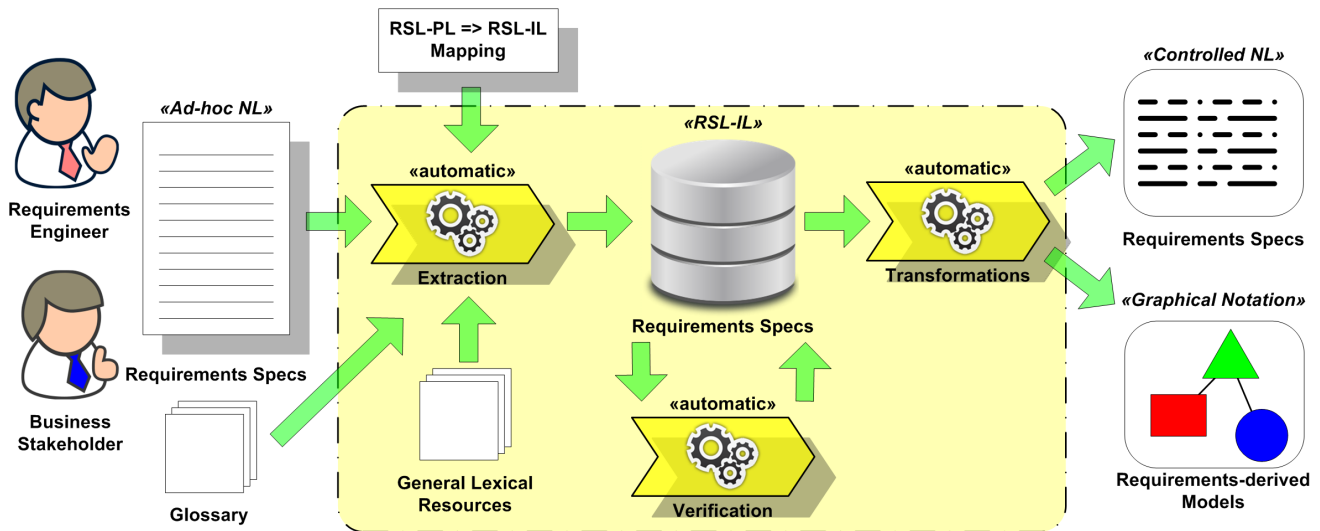 RSL-PL => RSL-IL
Mapping
«Ad-hoc NL»
Requirements
Engineer
Business
Stakeholder
Requirements Specs
Glossary
«automatic»
Extraction
General Lexical
Resources
«RSL-IL»
Requirements Specs
«automatic»
Verification
«automatic»
Transformations
«Controlled NL»
Requirements Specs
«Graphical Notation»
Requirements-derived
Models